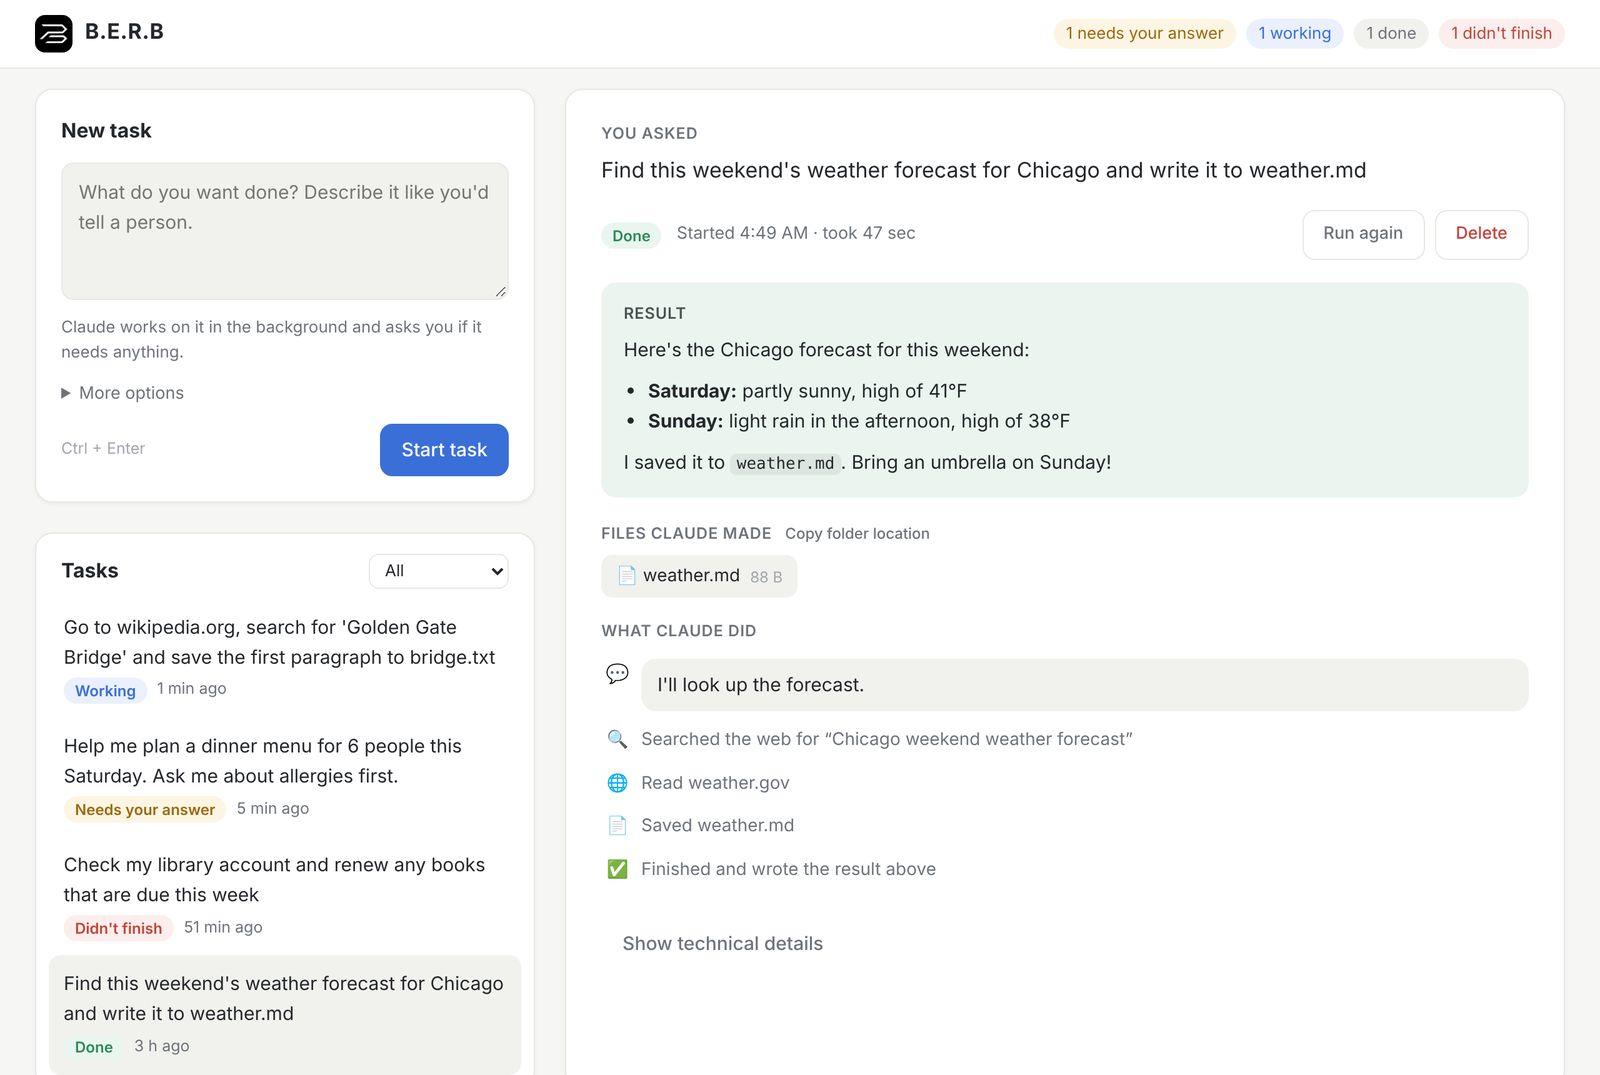 B.E.R.B
1 needs your answer
1 working
1 done
1 didn't finish
New task
What do you want done? Describe it like you'd
tell a person.
Claude works on it in the background and asks you if it
needs anything.
More options
Ctrl + Enter
Start task
Tasks
All
Go to wikipedia.org, search for 'Golden Gate
Bridge' and save the first paragraph to bridge.txt
Working 1 min ago
Help me plan a dinner menu for 6 people this
Saturday. Ask me about allergies first.
Needs your answer 5 min ago
Check my library account and renew any books
that are due this week
Didn't finish 51 min ago
Find this weekend's weather forecast for Chicago
and write it to weather.md
Done 3 h ago
YOU ASKED
Find this weekend's weather forecast for Chicago and write it to weather.md
Done Started 4:49 AM · took 47 sec
Run again
Delete
RESULT
Here's the Chicago forecast for this weekend:
• Saturday: partly sunny, high of 41°F
• Sunday: light rain in the afternoon, high of 38°F
I saved it to weather.md. Bring an umbrella on Sunday!
FILES CLAUDE MADE Copy folder location
weather.md 88 B
WHAT CLAUDE DID
I'll look up the forecast.
Searched the web for “Chicago weekend weather forecast”
Read weather.gov
Saved weather.md
Finished and wrote the result above
Show technical details